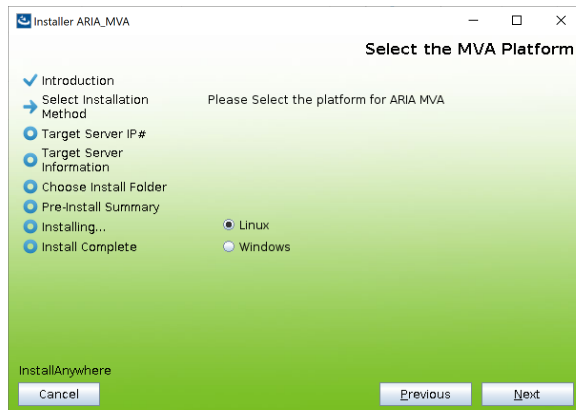 Installer ARIA_MVA
Select the MVA Platform
Introduction
Select Installation
Method
Target Server IP#
Target Server
Information
Choose Install Folder
Pre-Install Summary
Installing...
Install Complete
Please Select the platform for ARIA MVA
Linux
Windows
InstallAnywhere
Cancel
Previous
Next